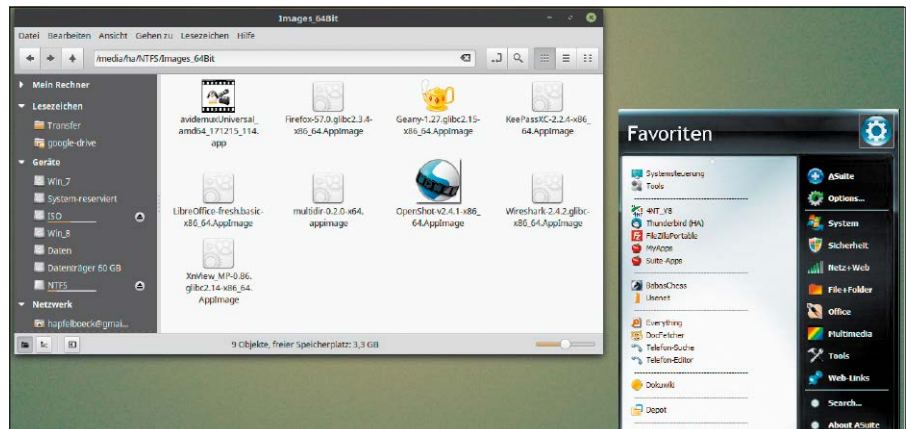 Images_64Bit
Datei Bearbeiten Ansicht Gehen zu Lesezeichen Hilfe
/media/ha/NTFS/Images_64Bit
Mein Rechner
Lesezeichen
Transfer
google-drive
Geräte
Win_7
System-reserviert
ISO
Win_8
Daten
Datenträger 60 GB
NTFS
Netzwerk
hapfelboeck@gmai...
avidemuxUniversal_
amd64_171215_114.
app
Firefox-57.0.glibc2.3.4-
x86_64.AppImage
Geany-1.27.glibc2.15-
x86_64.AppImage
KeePassXC-2.2.4-x86_
64.AppImage
LibreOffice-fresh.basic-
x86_64.AppImage
multidir-0.2.0-x64.
appimage
OpenShot-v2.4.1-x86_
64.AppImage
Wireshark-2.4.2.glibc-
x86_64.AppImage
XnView_MP-0.86.
glibc2.14-x86_64.
AppImage
9 Objekte, freier Speicherplatz: 3,3 GB
Favoriten
Systemsteuerung
Tools
4NT_V8
Thunderbird (HA)
FileZillaPortable
MyApps
Suite-Apps
BabasChess
Usenet
Everything
DocFetcher
Telefon-Suche
Telefon-Editor
Dokuwiki
Depot
ASuite
Options...
System
Sicherheit
Netz+Web
File+Folder
Office
Multimedia
Tools
Web-Links
Search...
About ASuite